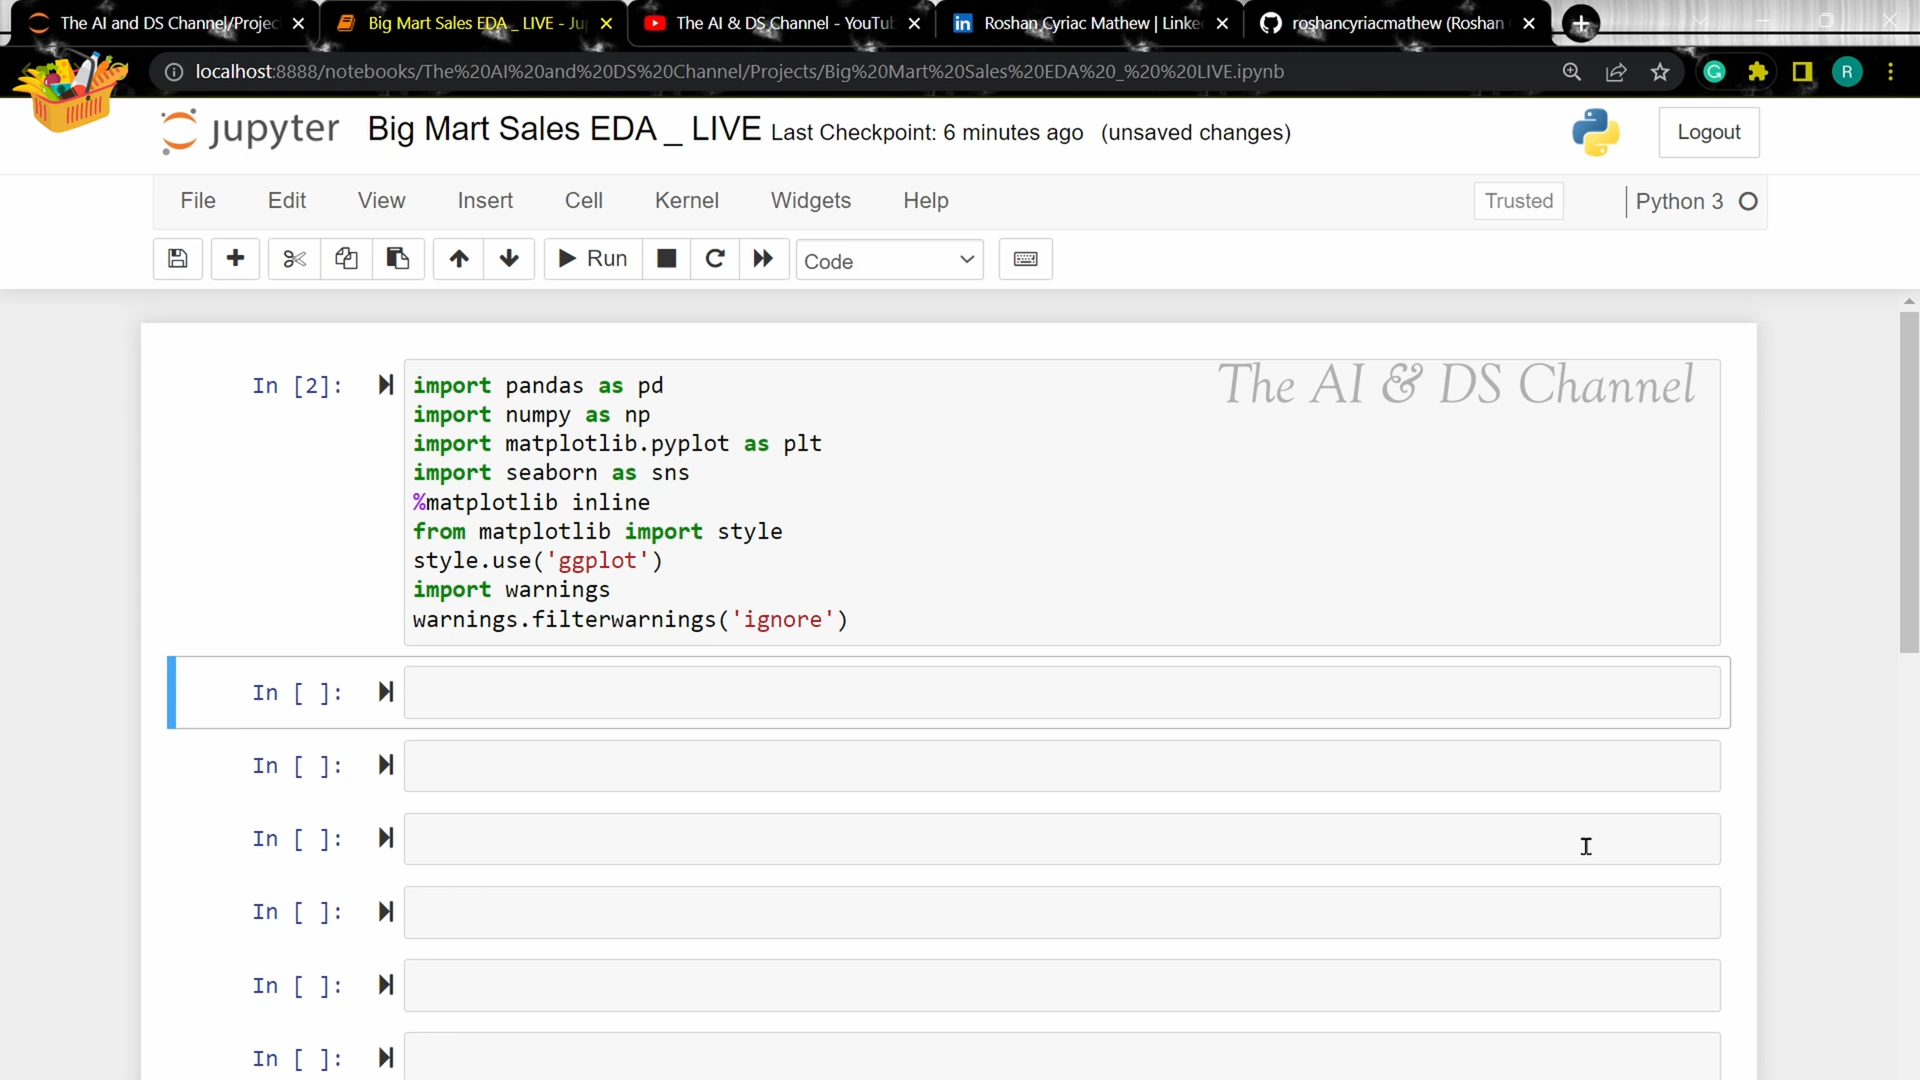 The AI and DS Channel/Projec
Big Mart Sales EDA _ LIVE - Ju
The AI & DS Channel - YouTu
Roshan Cyriac Mathew | Linke
roshancyriacmathew (Roshan
localhost:8888/notebooks/The%20AI%20and%20DS%20Channel/Projects/Big%20Mart%20Sales%20EDA%20_%20%20LIVE.ipynb
G
R
jupyter Big Mart Sales EDA _ LIVE Last Checkpoint: 6 minutes ago (unsaved changes)
Logout
File Edit View Insert Cell Kernel Widgets Help
Trusted
Python 3
Run
Code
The AI & DS Channel
In [2]:
import pandas as pd
import numpy as np
import matplotlib.pyplot as plt
import seaborn as sns
%matplotlib inline
from matplotlib import style
style.use('ggplot')
import warnings
warnings.filterwarnings('ignore')
In [ ]:
In [ ]:
In [ ]:
In [ ]:
In [ ]:
In [ ]: